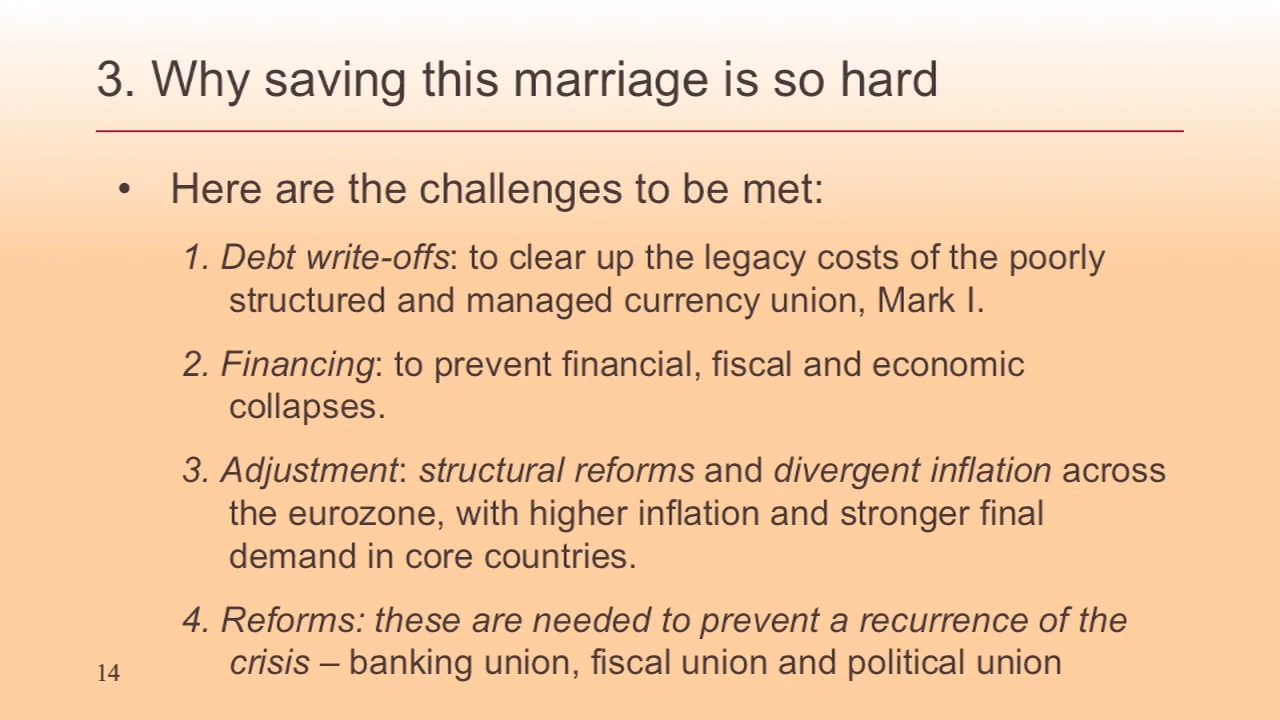 3. Why saving this marriage is so hard
• Here are the challenges to be met:
1. Debt write-offs: to clear up the legacy costs of the poorly
structured and managed currency union, Mark I.
2. Financing: to prevent financial, fiscal and economic
collapses.
3. Adjustment: structural reforms and divergent inflation across
the eurozone, with higher inflation and stronger final
demand in core countries.
4. Reforms: these are needed to prevent a recurrence of the
crisis – banking union, fiscal union and political union
14